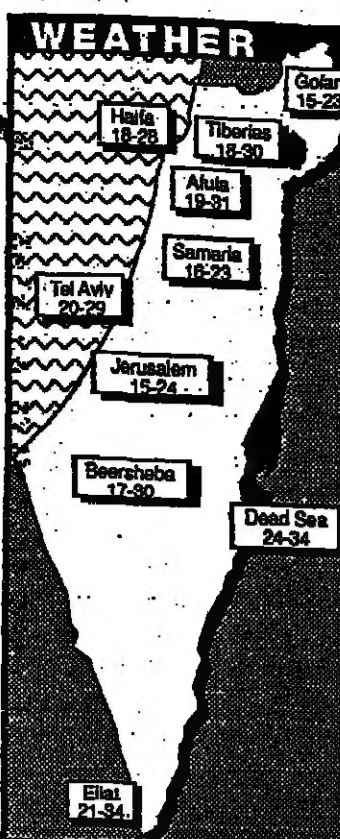 WEATHER
Golan
15-23
Haifa
18-28
Tiberias
18-30
Afula
19-31
Samaria
16-23
Tel Aviv
20-29
Jerusalem
15-24
Beersheba
17-30
Dead Sea
24-34
Eilat
21-34